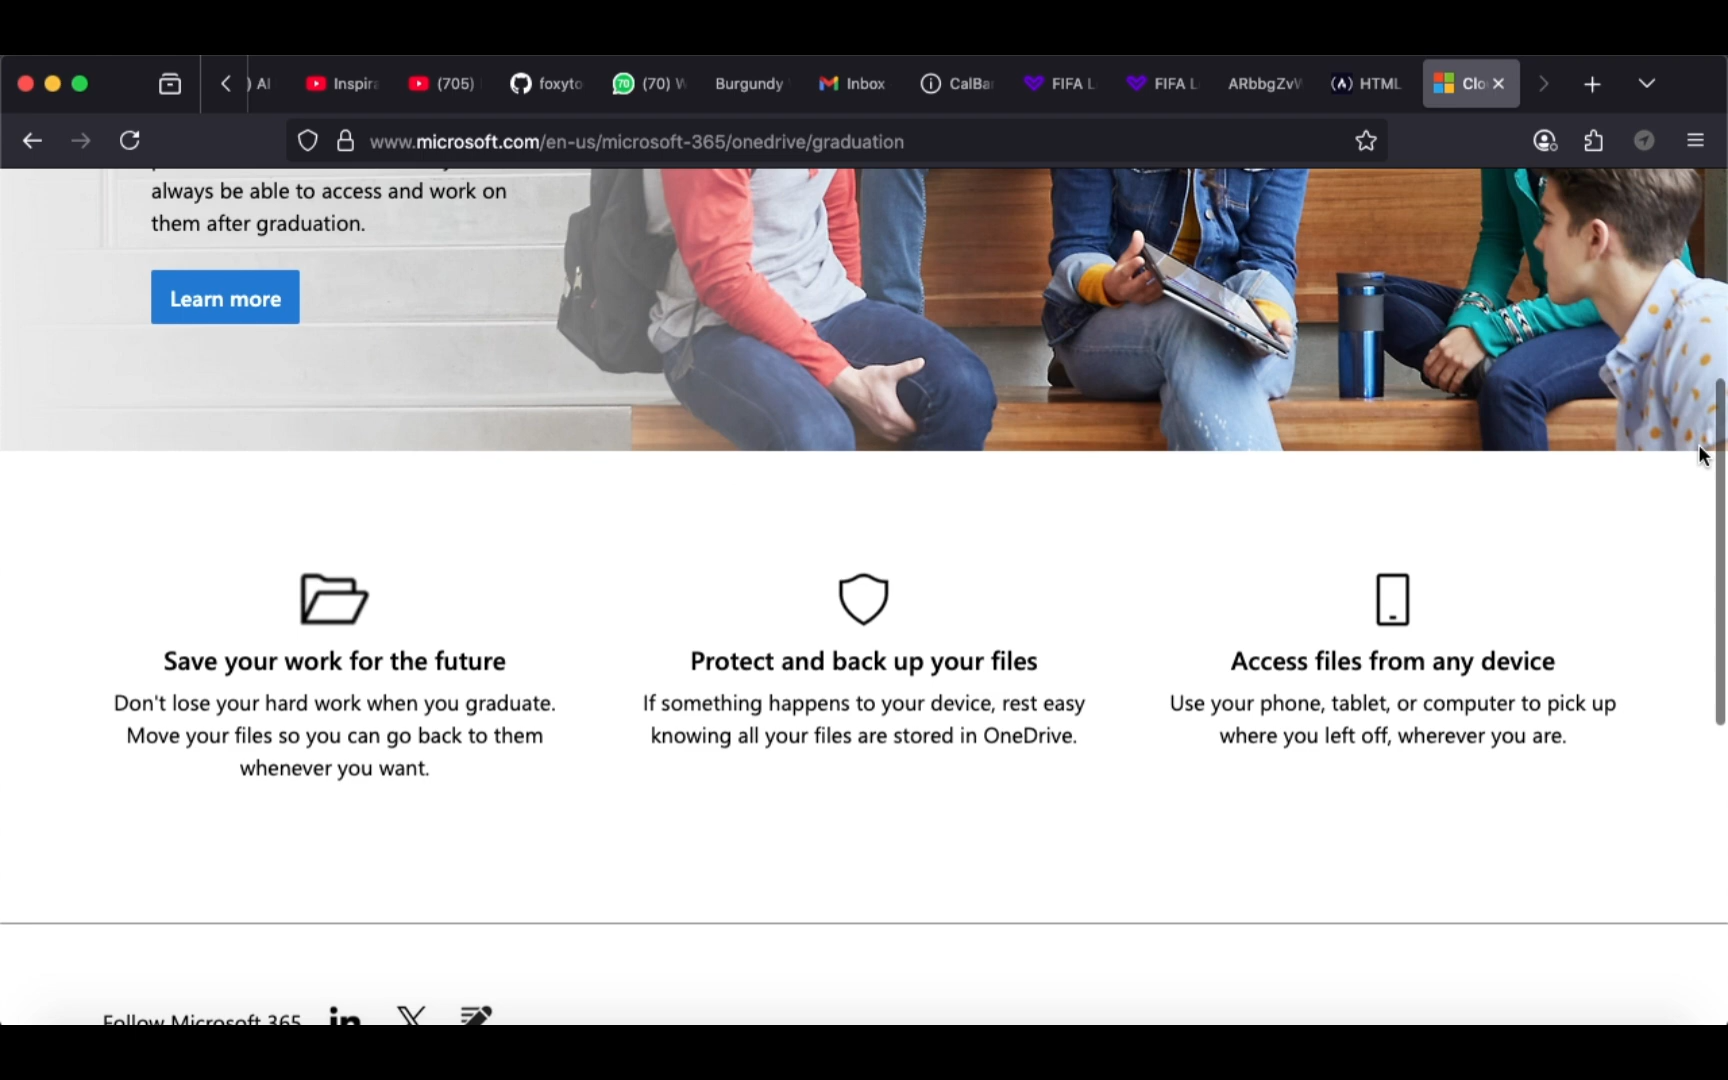 AI Inspira (705) foxyto 70 (70) W Burgundy Inbox CalBar FIFA L FIFA L ARbbgZvV HTML Clo
www.microsoft.com/en-us/microsoft-365/onedrive/graduation
always be able to access and work on
them after graduation.
Learn more
Save your work for the future
Don't lose your hard work when you graduate.
Move your files so you can go back to them
whenever you want.
Protect and back up your files
If something happens to your device, rest easy
knowing all your files are stored in OneDrive.
Access files from any device
Use your phone, tablet, or computer to pick up
where you left off, wherever you are.
Follow Microsoft 365